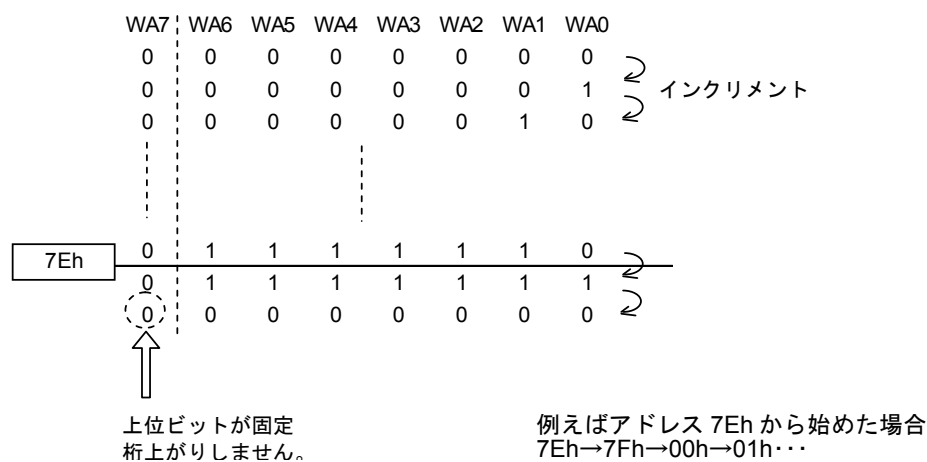 WA7 WA6 WA5 WA4 WA3 WA2 WA1 WA0
0 0 0 0 0 0 0 0
0 0 0 0 0 0 0 1 インクリメント
0 0 0 0 0 0 1 0
7Eh 0 1 1 1 1 1 1 0
0 1 1 1 1 1 1 1
0 0 0 0 0 0 0 0
上位ビットが固定
桁上がりしません。
例えばアドレス 7Eh から始めた場合
7Eh→7Fh→00h→01h･･･